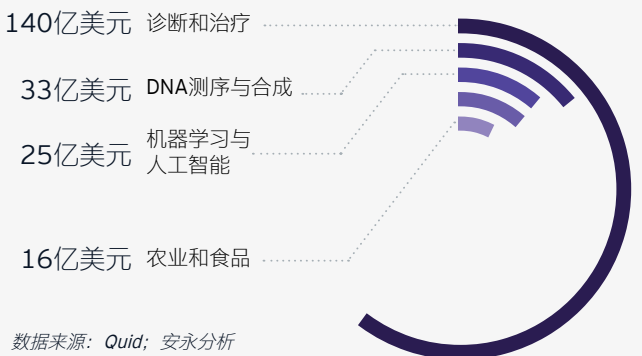 140亿美元 诊断和治疗
33亿美元 DNA测序与合成
25亿美元 机器学习与
人工智能
16亿美元 农业和食品
数据来源：Quid；安永分析